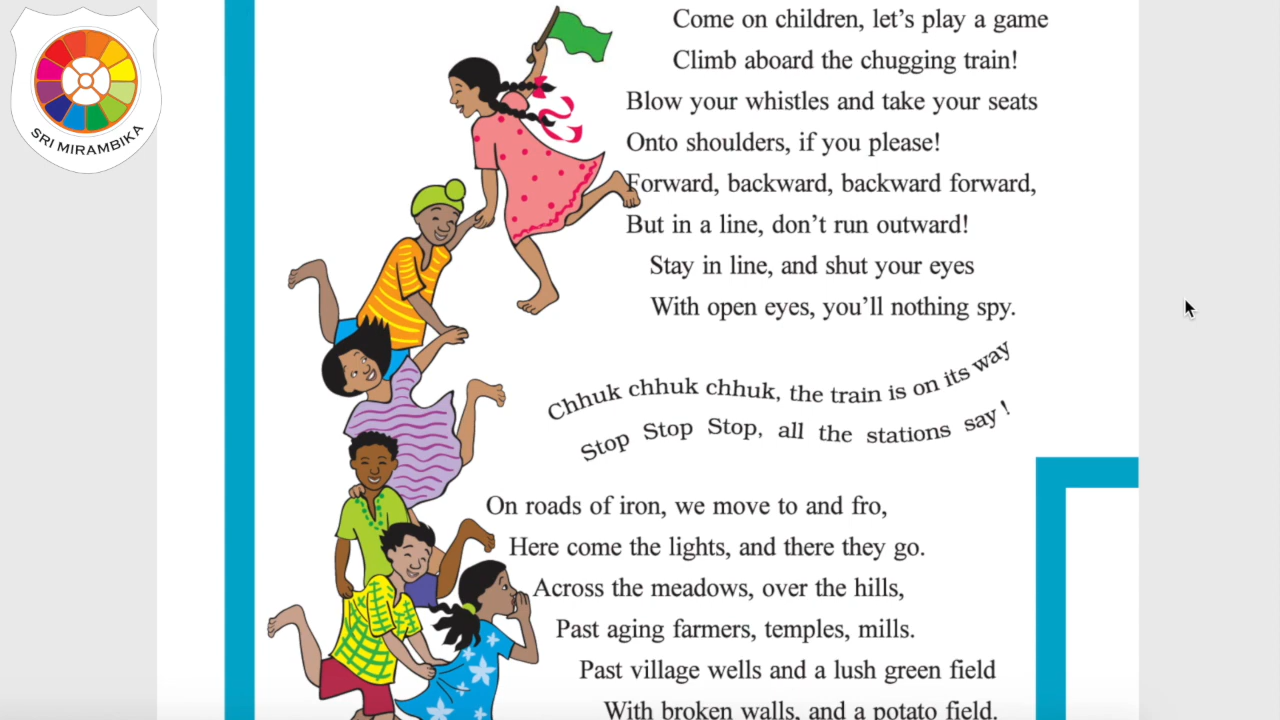 SRI MIRAMBIKA
Come on children, let's play a game
Climb aboard the chugging train!
Blow your whistles and take your seats
Onto shoulders, if you please!
Forward, backward, backward forward,
But in a line, don't run outward!
Stay in line, and shut your eyes
With open eyes, you'll nothing spy.
Chhuk chhuk chhuk, the train is on its way
Stop Stop Stop, all the stations say!
On roads of iron, we move to and fro,
Here come the lights, and there they go.
Across the meadows, over the hills,
Past aging farmers, temples, mills.
Past village wells and a lush green field
With broken walls, and a potato field.